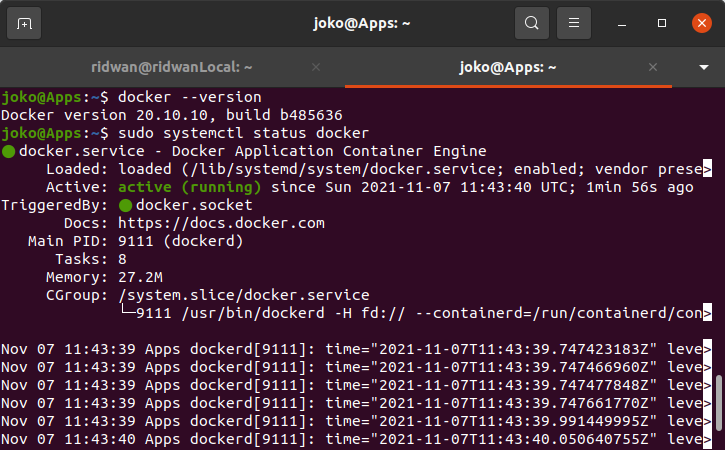 joko@Apps: ~
ridwan@ridwanLocal: ~
joko@Apps: ~
joko@Apps:~$ docker --version
Docker version 20.10.10, build b485636
joko@Apps:~$ sudo systemctl status docker
● docker.service - Docker Application Container Engine
Loaded: loaded (/lib/systemd/system/docker.service; enabled; vendor prese>
Active: active (running) since Sun 2021-11-07 11:43:40 UTC; 1min 56s ago
TriggeredBy: ● docker.socket
Docs: https://docs.docker.com
Main PID: 9111 (dockerd)
Tasks: 8
Memory: 27.2M
CGroup: /system.slice/docker.service
└─9111 /usr/bin/dockerd -H fd:// --containerd=/run/containerd/con>
Nov 07 11:43:39 Apps dockerd[9111]: time="2021-11-07T11:43:39.747423183Z" leve>
Nov 07 11:43:39 Apps dockerd[9111]: time="2021-11-07T11:43:39.747466960Z" leve>
Nov 07 11:43:39 Apps dockerd[9111]: time="2021-11-07T11:43:39.747477848Z" leve>
Nov 07 11:43:39 Apps dockerd[9111]: time="2021-11-07T11:43:39.747661770Z" leve>
Nov 07 11:43:39 Apps dockerd[9111]: time="2021-11-07T11:43:39.991449995Z" leve>
Nov 07 11:43:40 Apps dockerd[9111]: time="2021-11-07T11:43:40.050640755Z" leve>